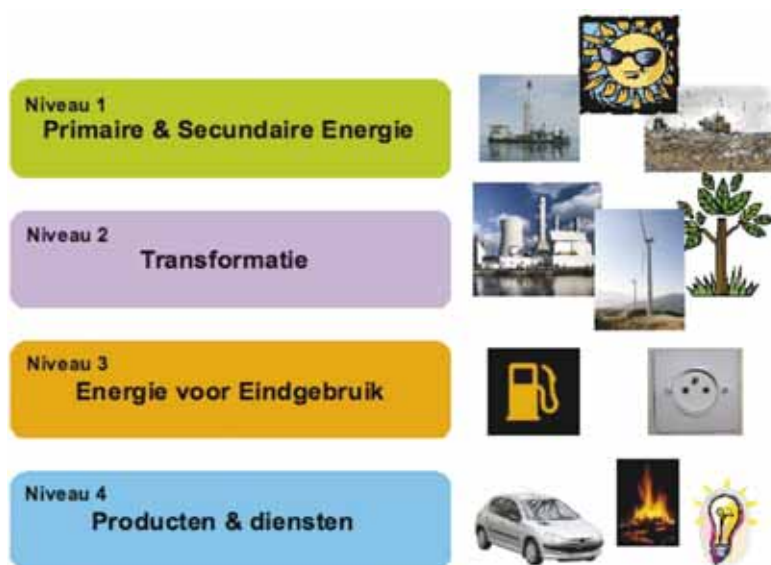 Niveau 1
Primaire & Secundaire Energie
Niveau 2
Transformatie
Niveau 3
Energie voor Eindgebruik
Niveau 4
Producten & diensten